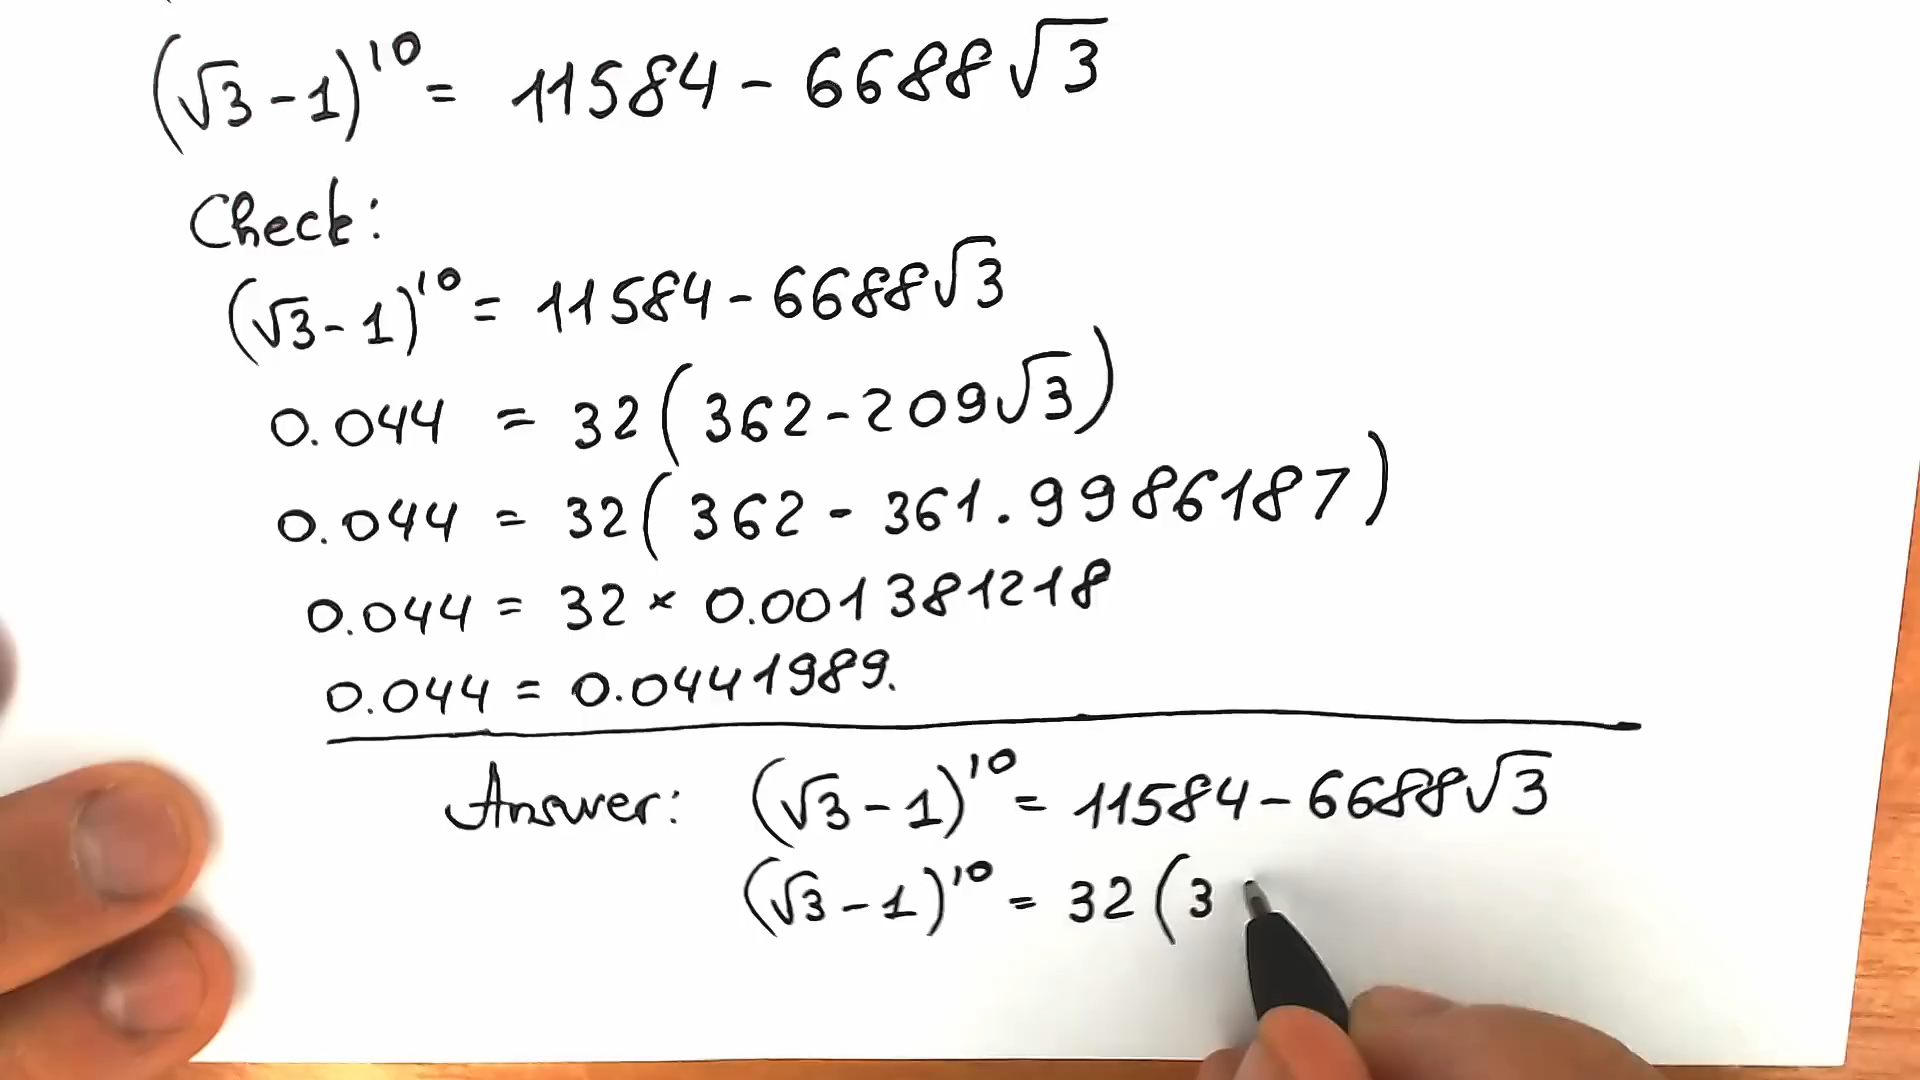 (√3-1)¹⁰ = 11584 - 6688√3
Check:
(√3-1)¹⁰ = 11584 - 6688√3
0.044 = 32(362-209√3)
0.044 = 32(362 - 361.9986187)
0.044 = 32 × 0.001381218
0.044 = 0.0441989.
Answer: (√3-1)¹⁰ = 11584 - 6688√3
(√3-1)¹⁰ = 32(3